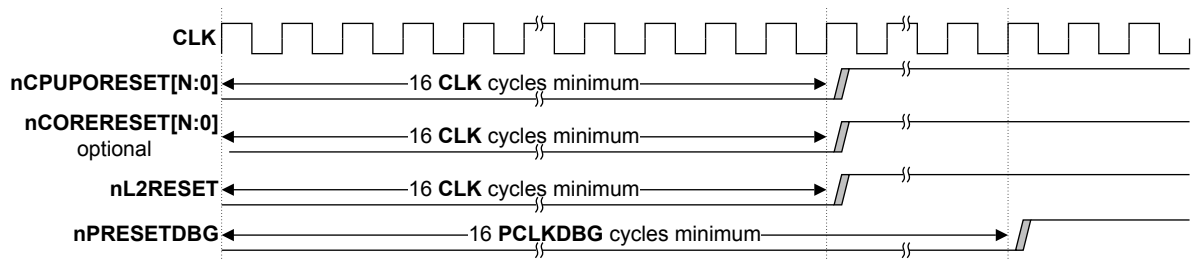 CLK
nCPUPORESET[N:0] 16 CLK cycles minimum
nCORERESET[N:0] 16 CLK cycles minimum
optional
nL2RESET 16 CLK cycles minimum
nPRESETDBG 16 PCLKDBG cycles minimum